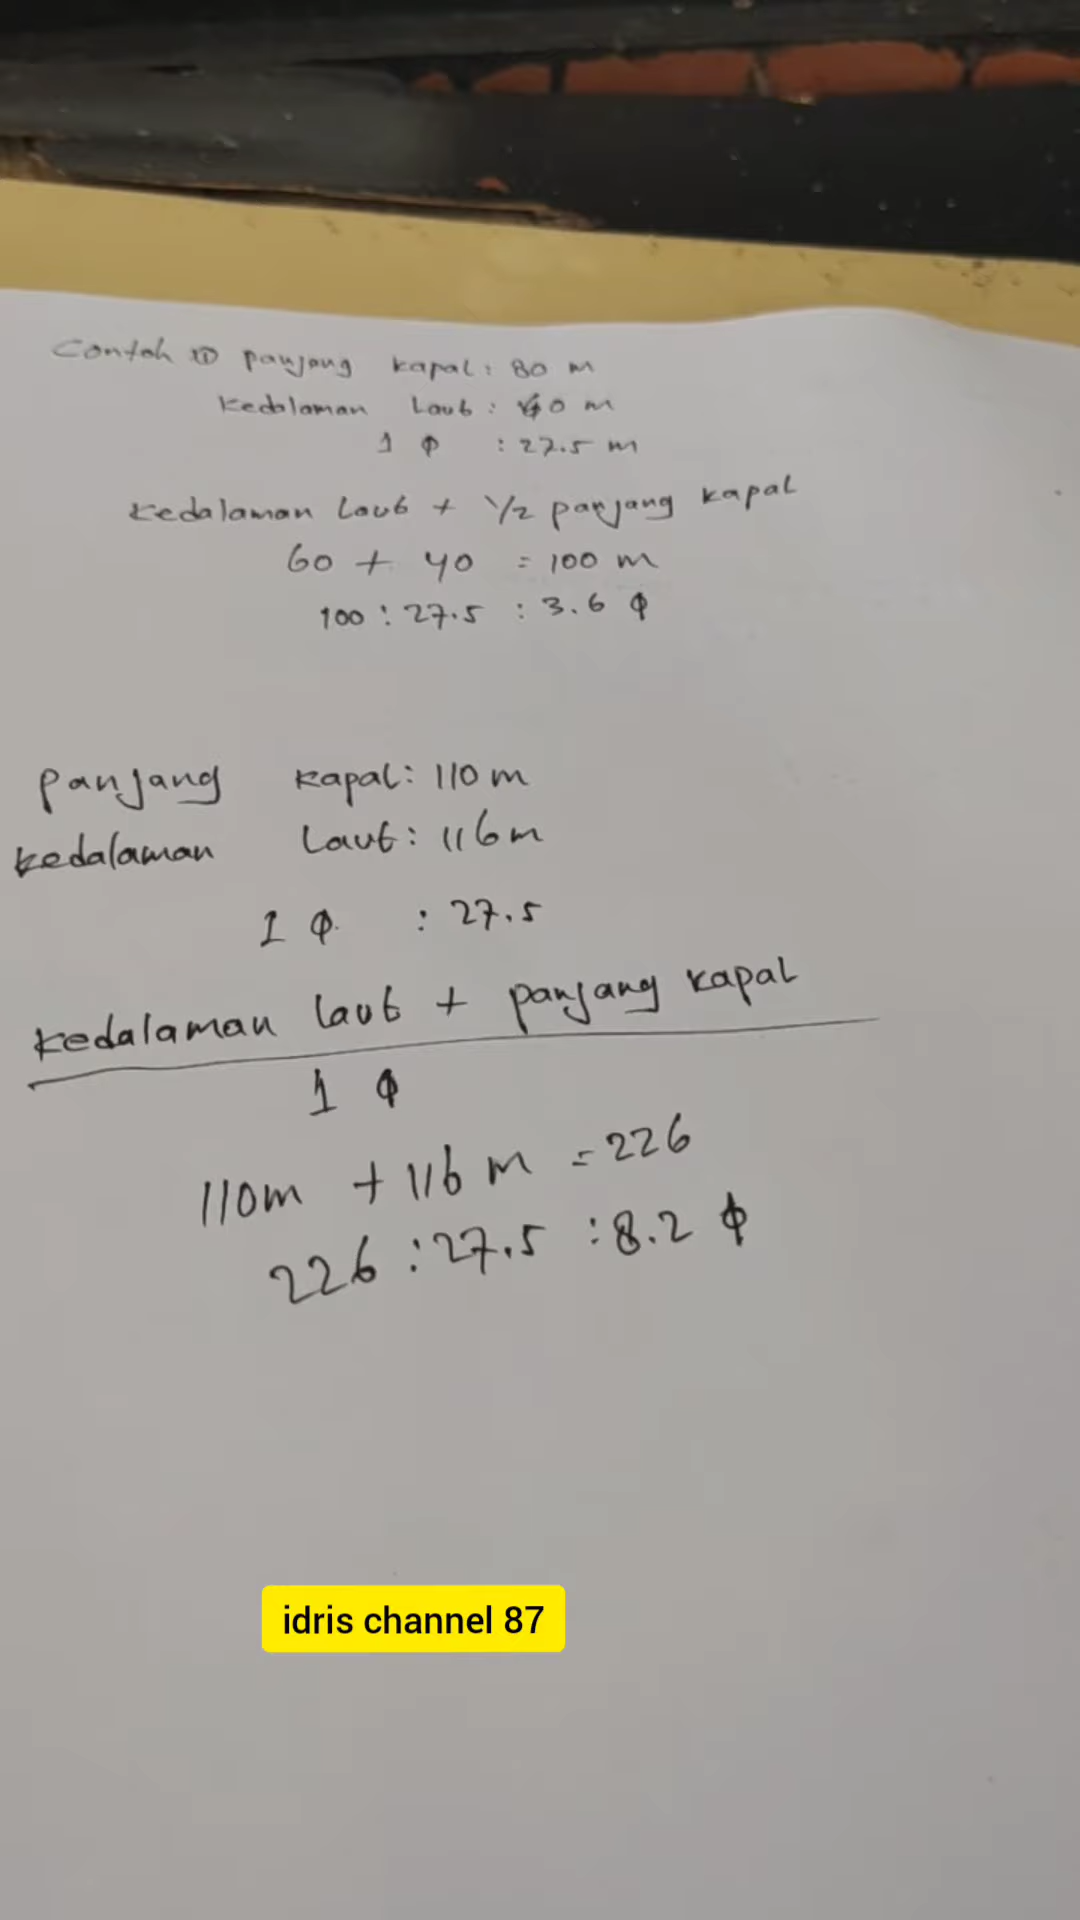 Contoh ① panjang kapal : 80 m
Kedalaman Laut : 60 m
1 ϕ : 27.5 m
Kedalaman Laut + 1/2 panjang kapal
60 + 40 = 100 m
100 : 27.5 : 3.6 ϕ
Panjang kapal : 110 m
kedalaman Laut : 116 m
1 ϕ : 27.5
kedalaman laut + panjang kapal
1 ϕ
110m + 116 m = 226
226 : 27.5 : 8.2 ϕ
idris channel 87